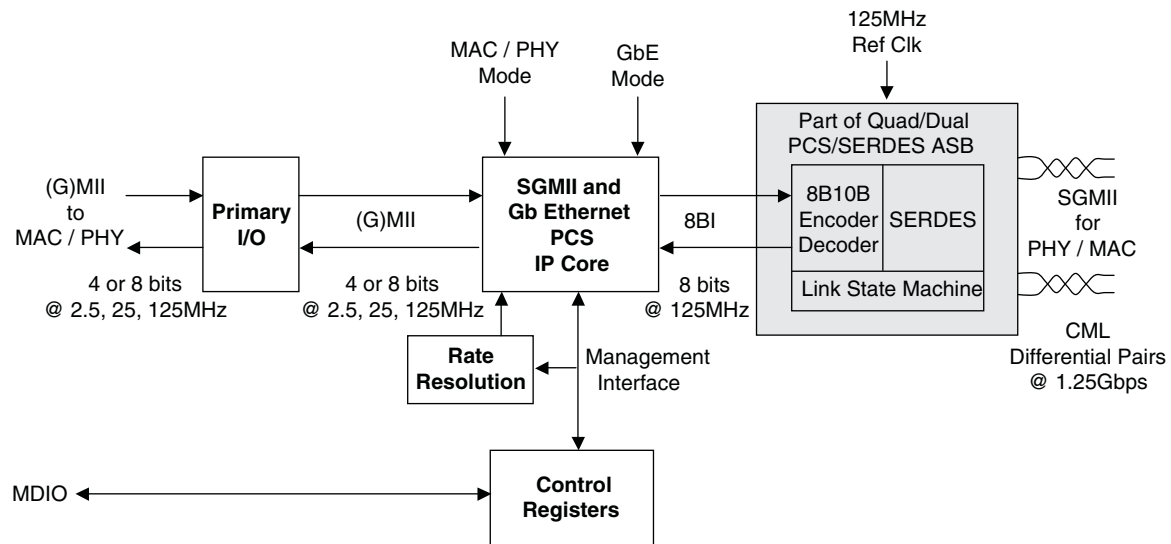 125MHz
Ref Clk
MAC / PHY
Mode
GbE
Mode
Part of Quad/Dual
PCS/SERDES ASB
(G)MII
to
MAC / PHY
Primary
I/O
(G)MII
SGMII and
Gb Ethernet
PCS
IP Core
8BI
8B10B
Encoder
Decoder
SERDES
Link State Machine
SGMII
for
PHY / MAC
4 or 8 bits
@ 2.5, 25, 125MHz
4 or 8 bits
@ 2.5, 25, 125MHz
8 bits
@ 125MHz
CML
Differential Pairs
@ 1.25Gbps
Rate
Resolution
Management
Interface
MDIO
Control
Registers